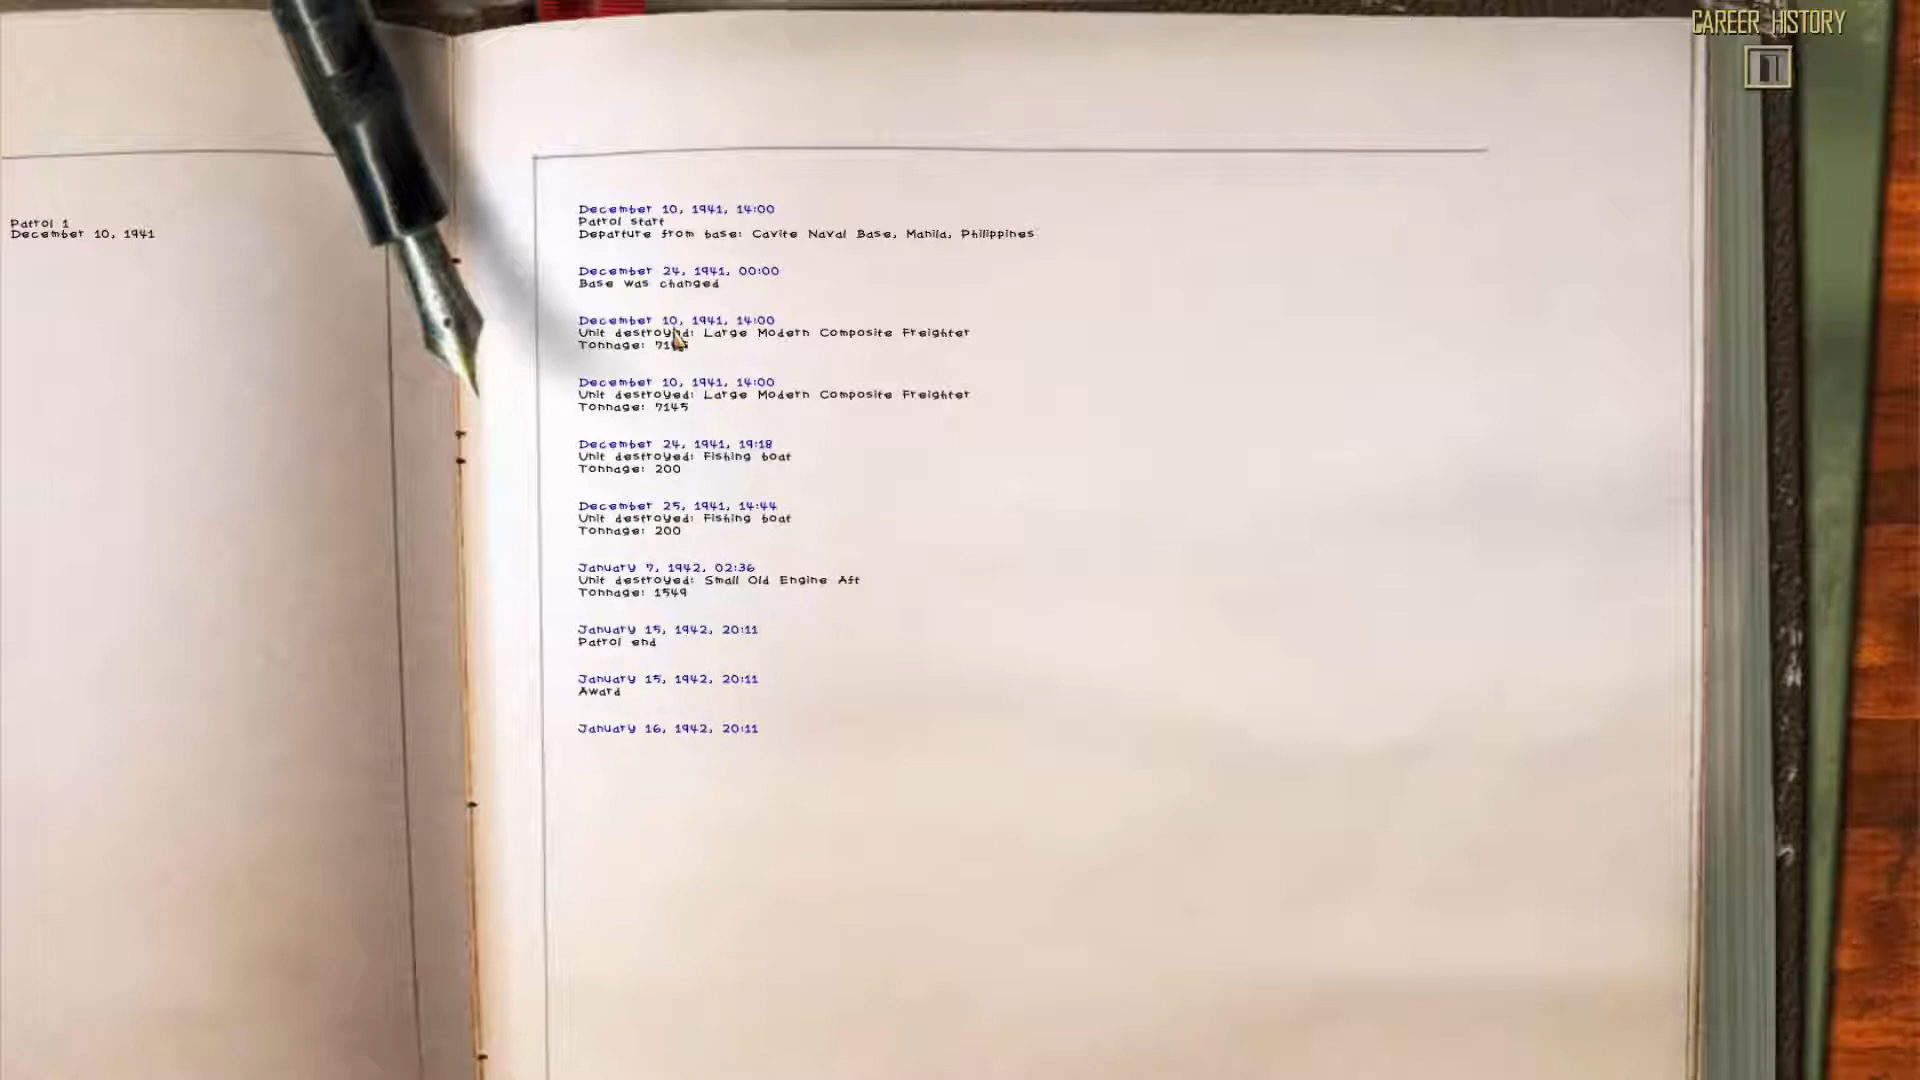 CAREER HISTORY
Patrol 1
December 10, 1941
December 10, 1941, 14:00
Patrol start
Departure from base: Cavite Naval Base, Manila, Philippines
December 24, 1941, 00:00
Base was changed
December 10, 1941, 14:00
Unit destroyed: Large Modern Composite Freighter
Tonnage:
December 10, 1941, 14:00
Unit destroyed: Large Modern Composite Freighter
Tonnage: 7145
December 24, 1941, 19:18
Unit destroyed: Fishing boat
Tonnage: 200
December 25, 1941, 14:44
Unit destroyed: Fishing boat
Tonnage: 200
January 7, 1942, 02:36
Unit destroyed: Small Old Engine Aft
Tonnage: 1549
January 15, 1942, 20:11
Patrol end
January 15, 1942, 20:11
Award
January 16, 1942, 20:11